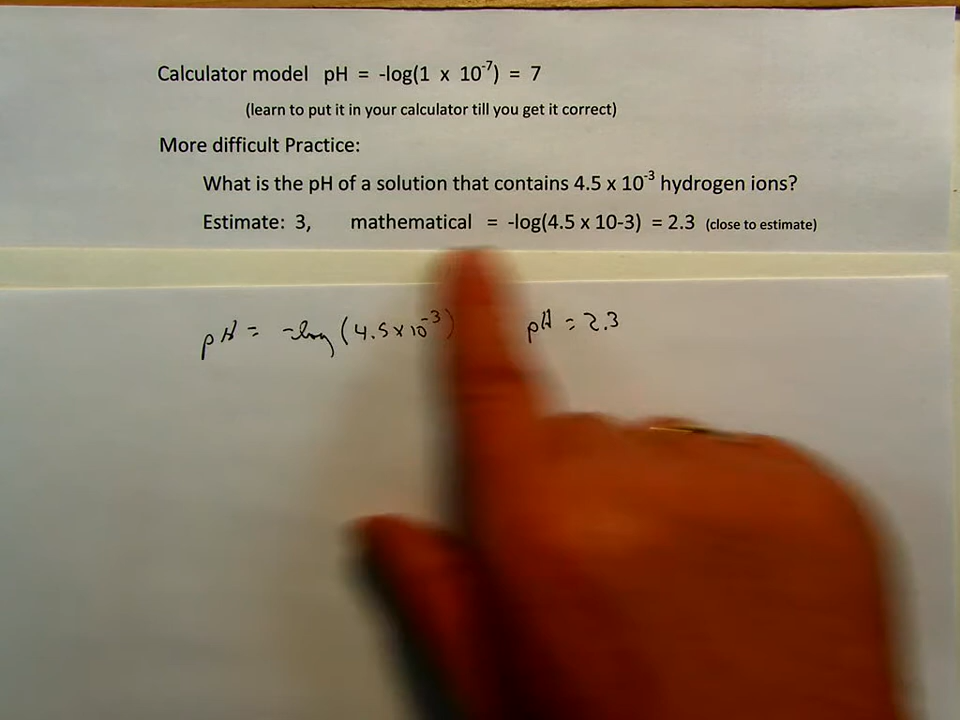 Calculator model pH = -log(1 x 10⁻⁷) = 7
(learn to put it in your calculator till you get it correct)
More difficult Practice:
What is the pH of a solution that contains 4.5 x 10⁻³ hydrogen ions?
Estimate: 3, mathematical = -log(4.5 x 10-3) = 2.3 (close to estimate)
pH = -log (4.5 x 10⁻³) pH = 2.3